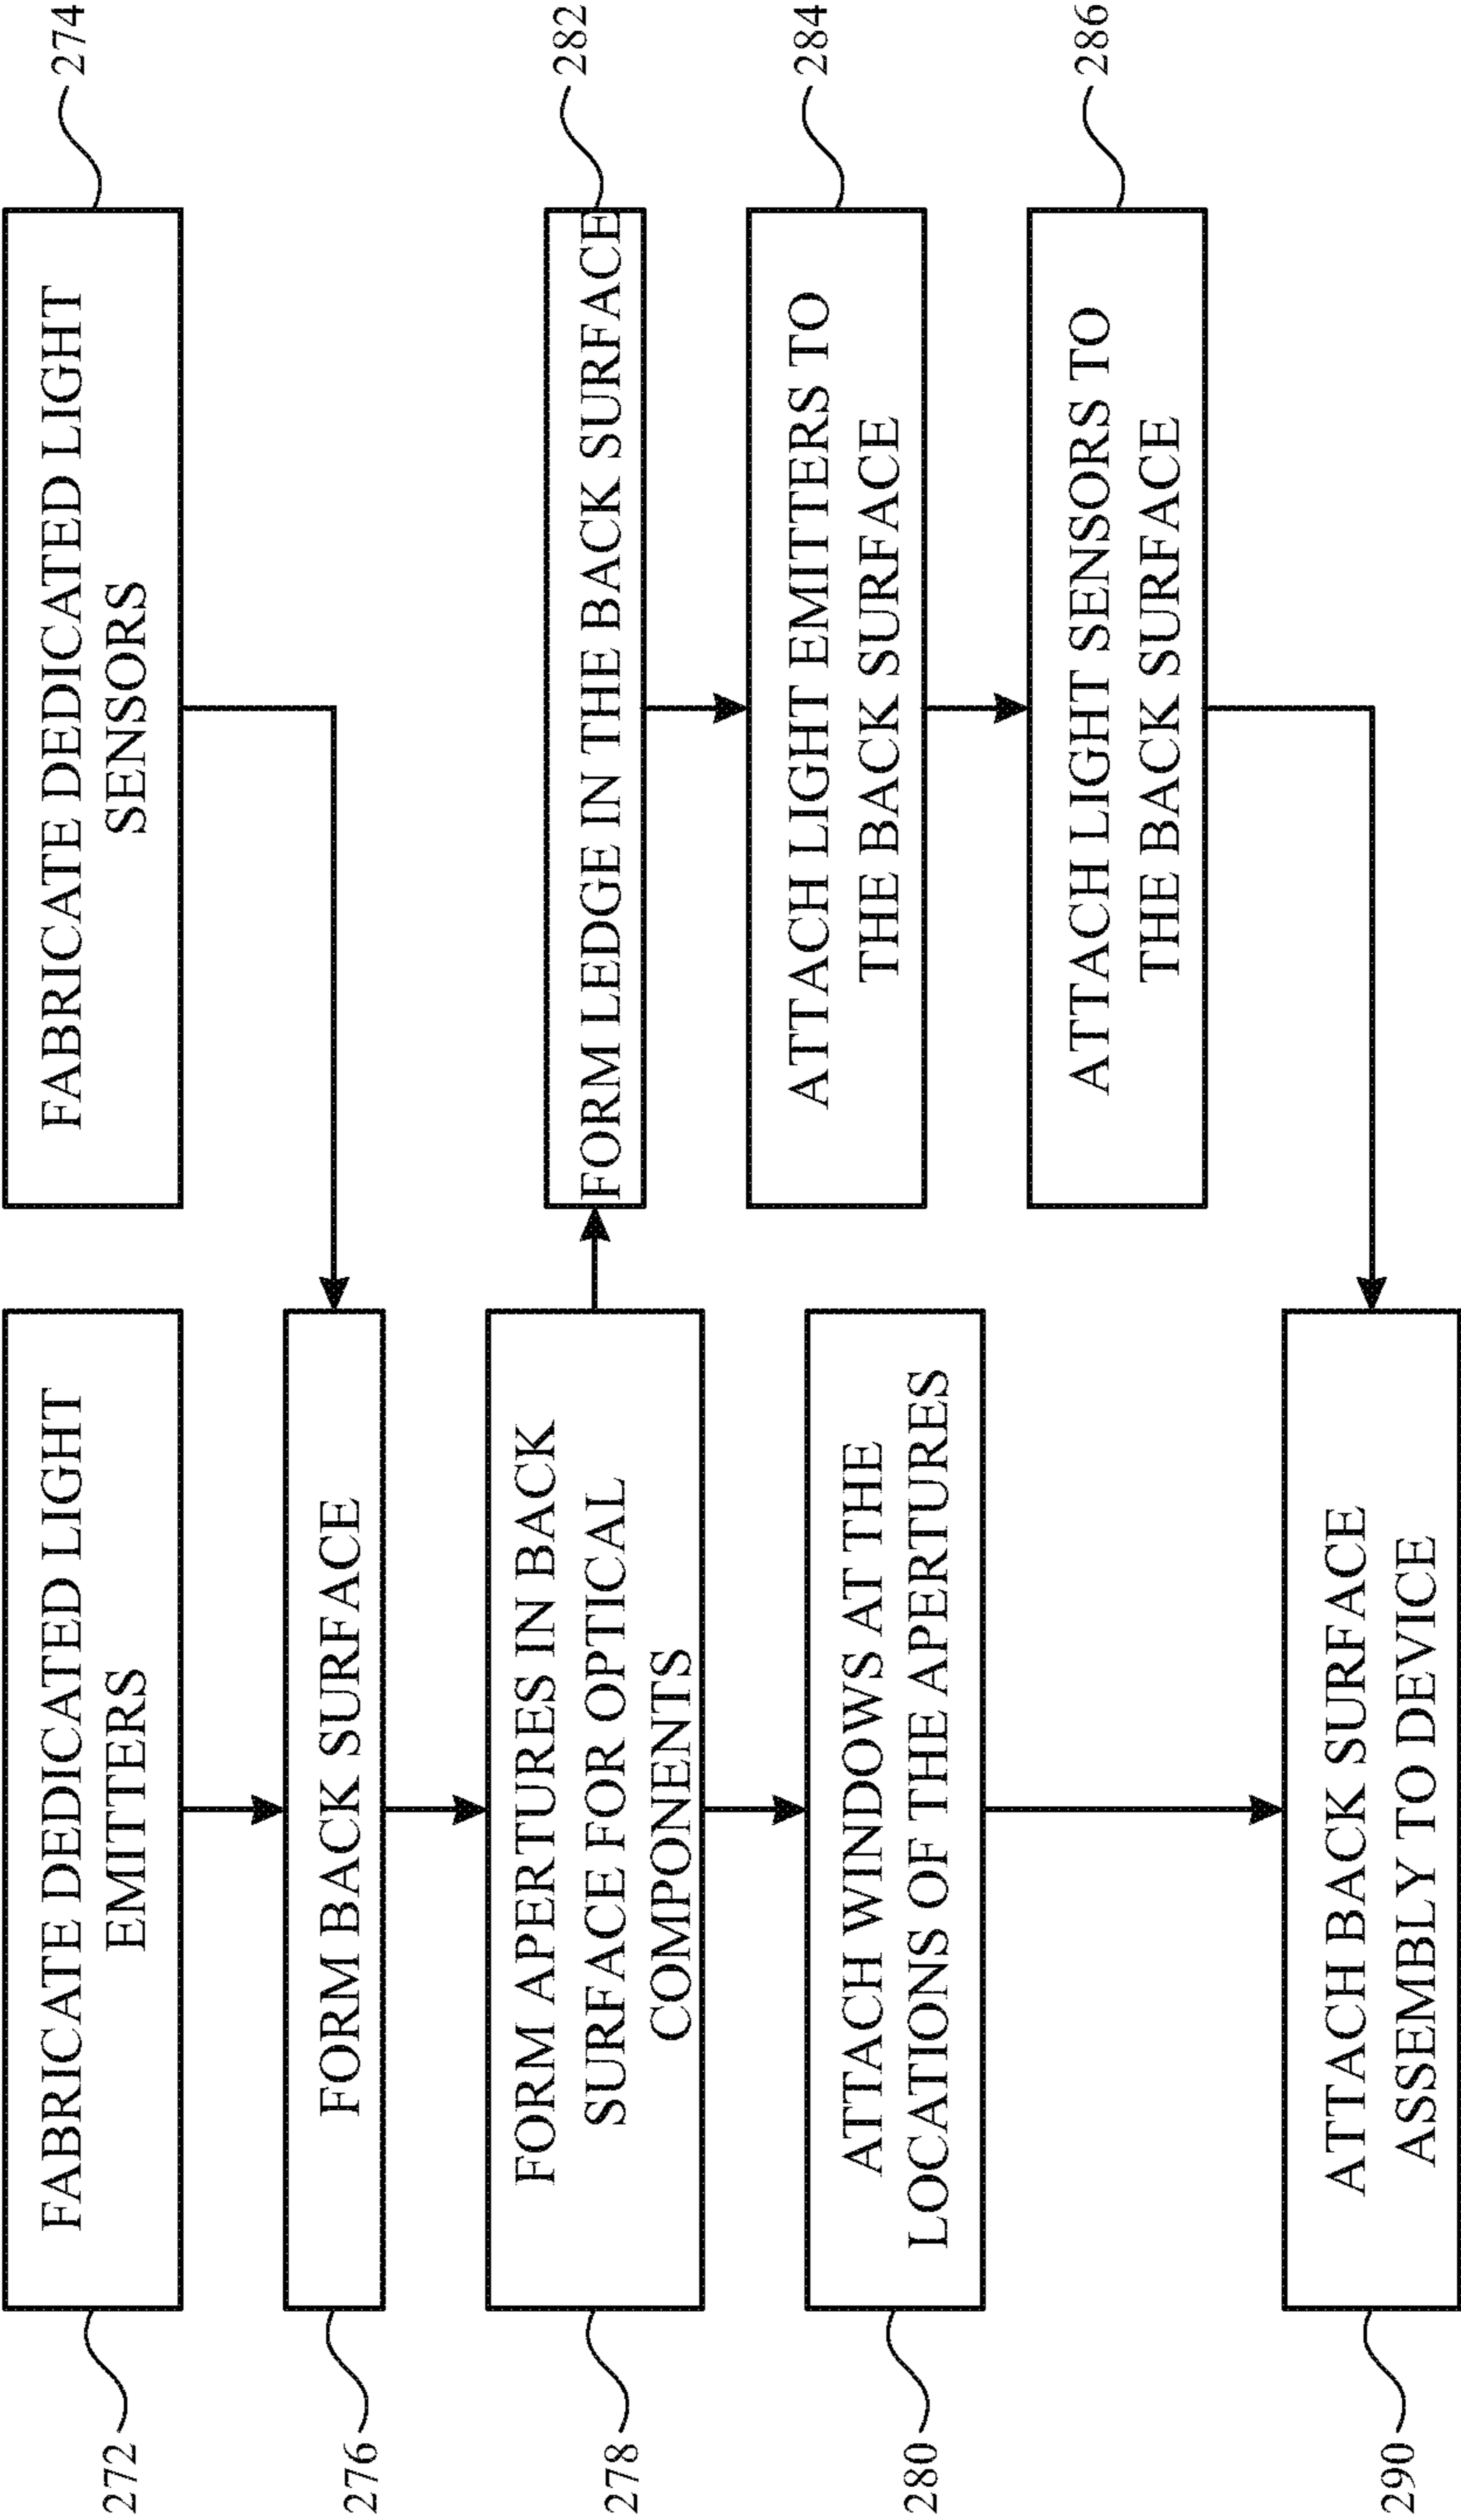 272
FABRICATE DEDICATED LIGHT
EMITTERS
FABRICATE DEDICATED LIGHT
SENSORS
274
276
FORM BACK SURFACE
278
FORM APERTURES IN BACK
SURFACE FOR OPTICAL
COMPONENTS
FORM LEDGE IN THE BACK SURFACE
282
280
ATTACH WINDOWS AT THE
LOCATIONS OF THE APERTURES
ATTACH LIGHT EMITTERS TO
THE BACK SURFACE
284
ATTACH LIGHT SENSORS TO
THE BACK SURFACE
286
290
ATTACH BACK SURFACE
ASSEMBLY TO DEVICE